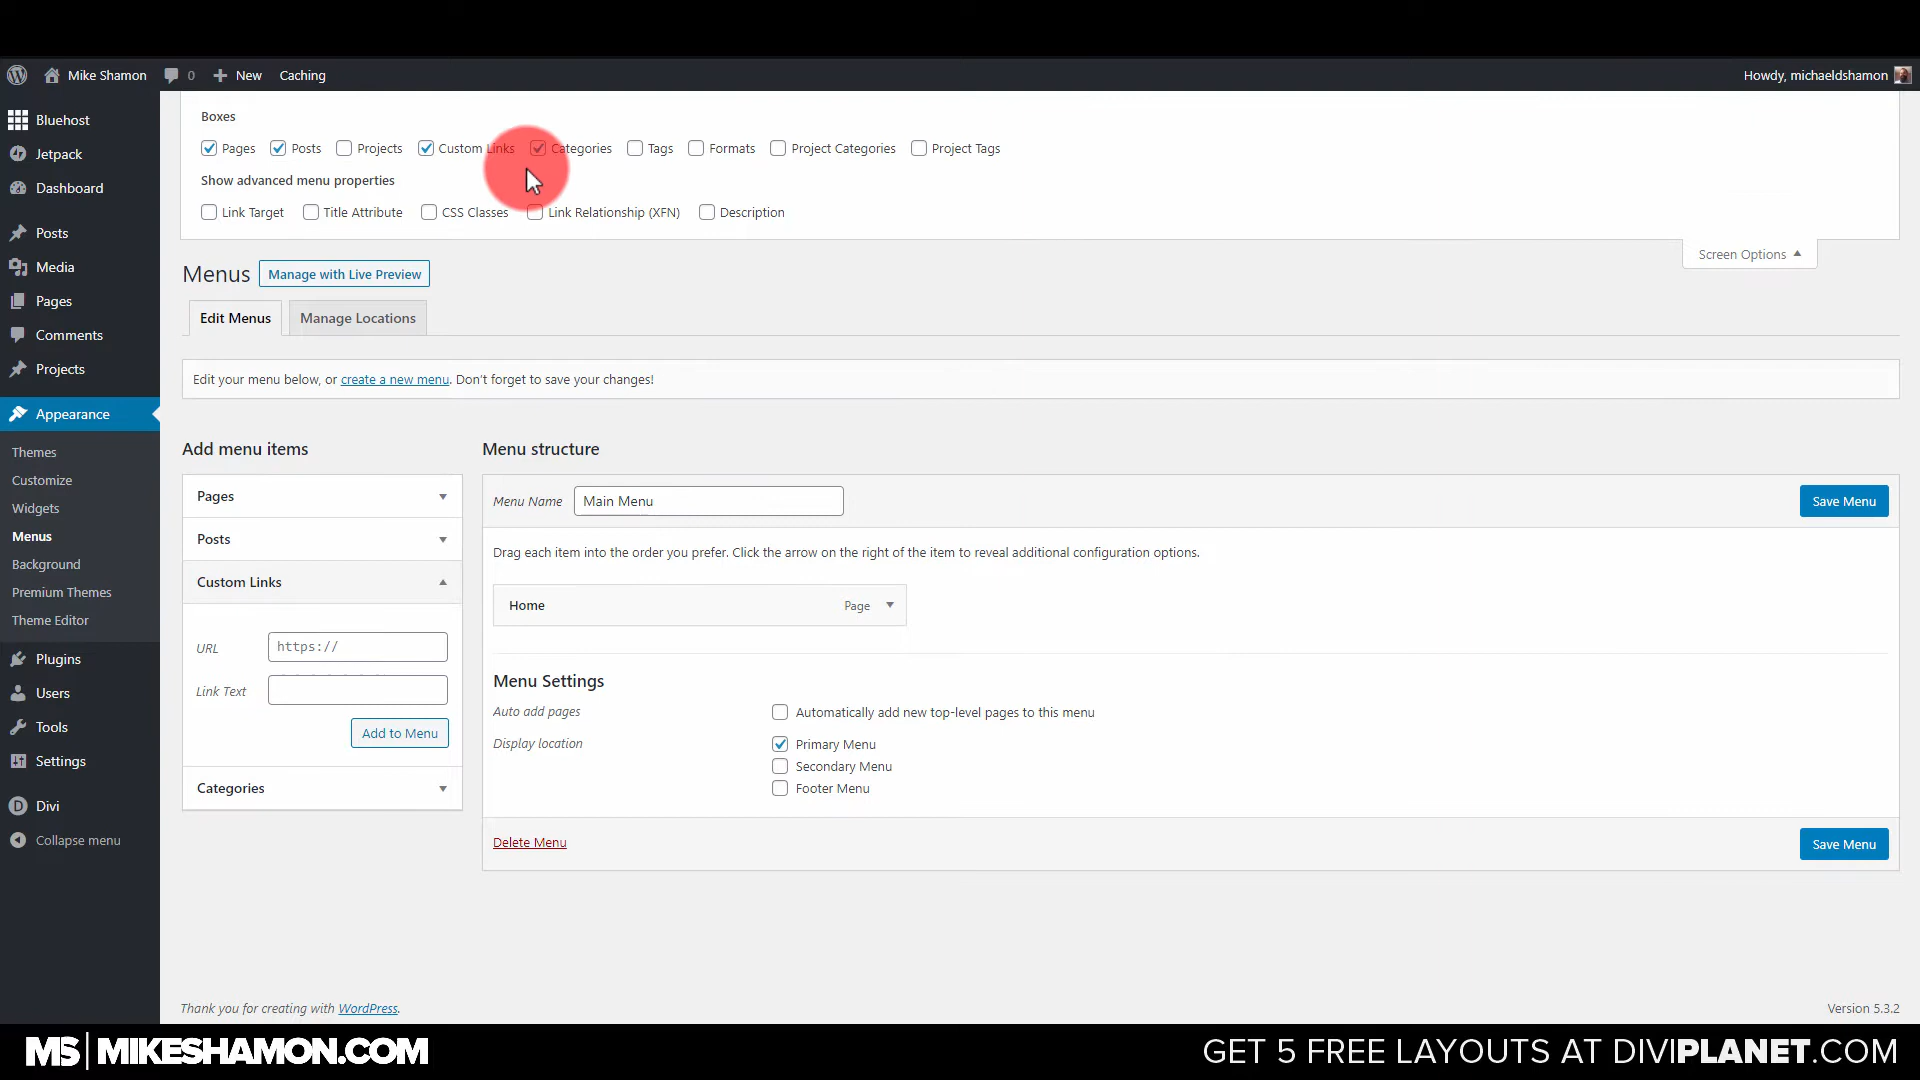 Mike Shamon 0 New Caching Howdy, michaeldshamon
Bluehost
Jetpack
Dashboard
Posts
Media
Pages
Comments
Projects
Appearance
Themes
Customize
Widgets
Menus
Background
Premium Themes
Theme Editor
Plugins
Users
Tools
Settings
D Divi
Collapse menu
Boxes
Pages Posts Projects Custom Links Categories Tags Formats Project Categories Project Tags
Show advanced menu properties
Link Target Title Attribute CSS Classes Link Relationship (XFN) Description
Screen Options
Menus Manage with Live Preview
Edit Menus Manage Locations
Edit your menu below, or create a new menu. Don't forget to save your changes!
Add menu items
Pages
Posts
Custom Links
URL https://
Link Text
Add to Menu
Categories
Menu structure
Menu Name Main Menu Save Menu
Drag each item into the order you prefer. Click the arrow on the right of the item to reveal additional configuration options.
Home Page
Menu Settings
Auto add pages Automatically add new top-level pages to this menu
Display location Primary Menu
Secondary Menu
Footer Menu
Delete Menu Save Menu
Thank you for creating with WordPress. Version 5.3.2
MS MIKESHAMON.COM GET 5 FREE LAYOUTS AT DIVIPLANET.COM